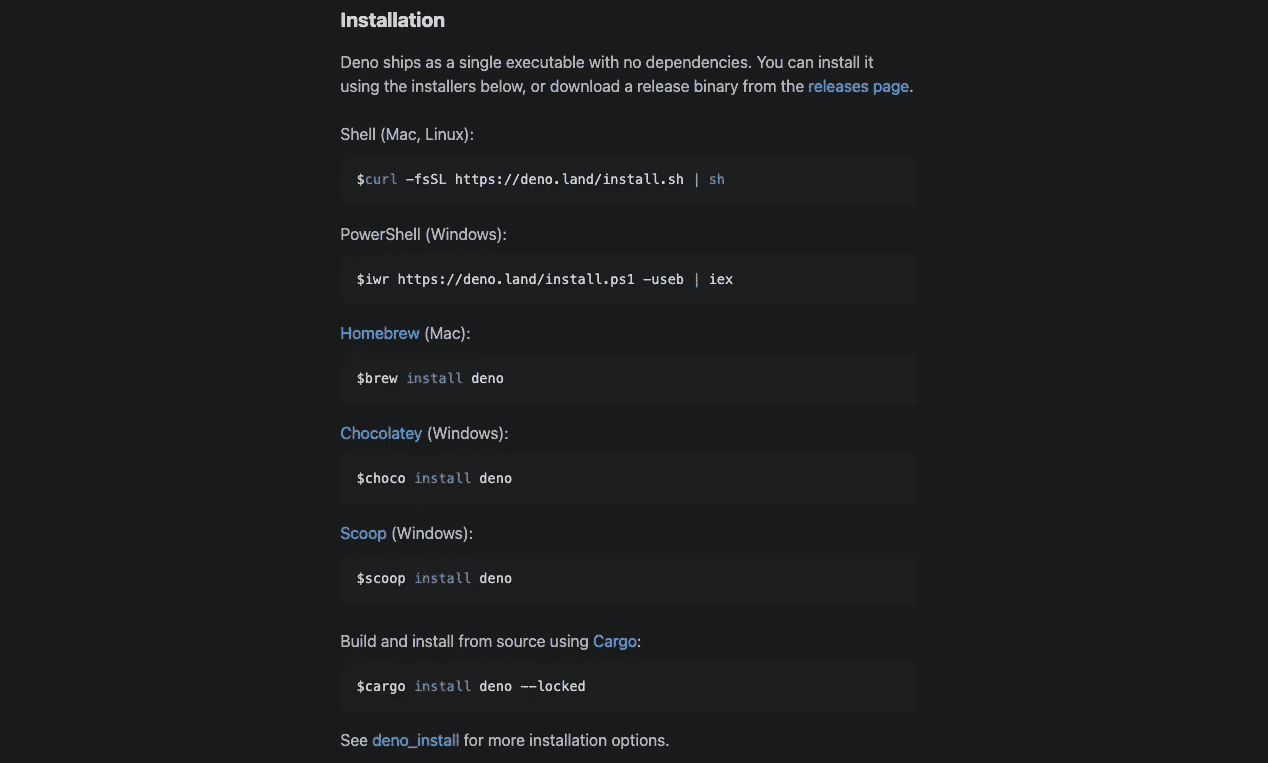 Installation
Deno ships as a single executable with no dependencies. You can install it
using the installers below, or download a release binary from the releases page.
Shell (Mac, Linux):
$curl -fsSL https://deno.land/install.sh | sh
PowerShell (Windows):
$iwr https://deno.land/install.ps1 -useb | iex
Homebrew (Mac):
$brew install deno
Chocolatey (Windows):
$choco install deno
Scoop (Windows):
$scoop install deno
Build and install from source using Cargo:
$cargo install deno --locked
See deno_install for more installation options.